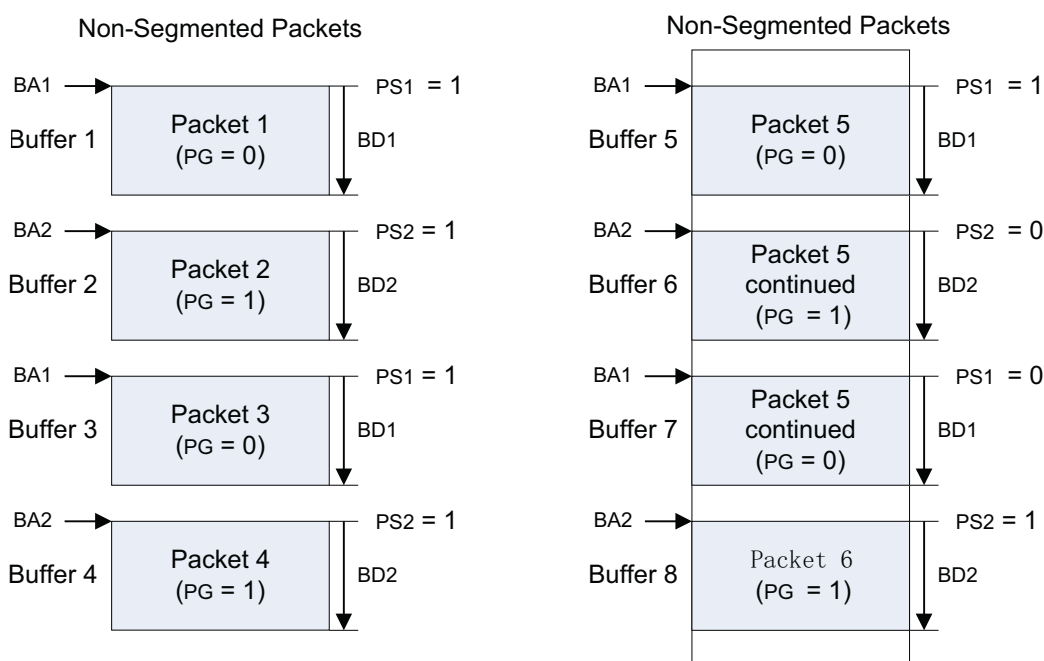 Non-Segmented Packets
BA1
PS1 = 1
Buffer 1
Packet 1
(PG = 0)
BD1
BA2
PS2 = 1
Buffer 2
Packet 2
(PG = 1)
BD2
BA1
PS1 = 1
Buffer 3
Packet 3
(PG = 0)
BD1
BA2
PS2 = 1
Buffer 4
Packet 4
(PG = 1)
BD2
Non-Segmented Packets
BA1
PS1 = 1
Buffer 5
Packet 5
(PG = 0)
BD1
BA2
PS2 = 0
Buffer 6
Packet 5
continued
(PG = 1)
BD2
BA1
PS1 = 0
Buffer 7
Packet 5
continued
(PG = 0)
BD1
BA2
PS2 = 1
Buffer 8
Packet 6
(PG = 1)
BD2